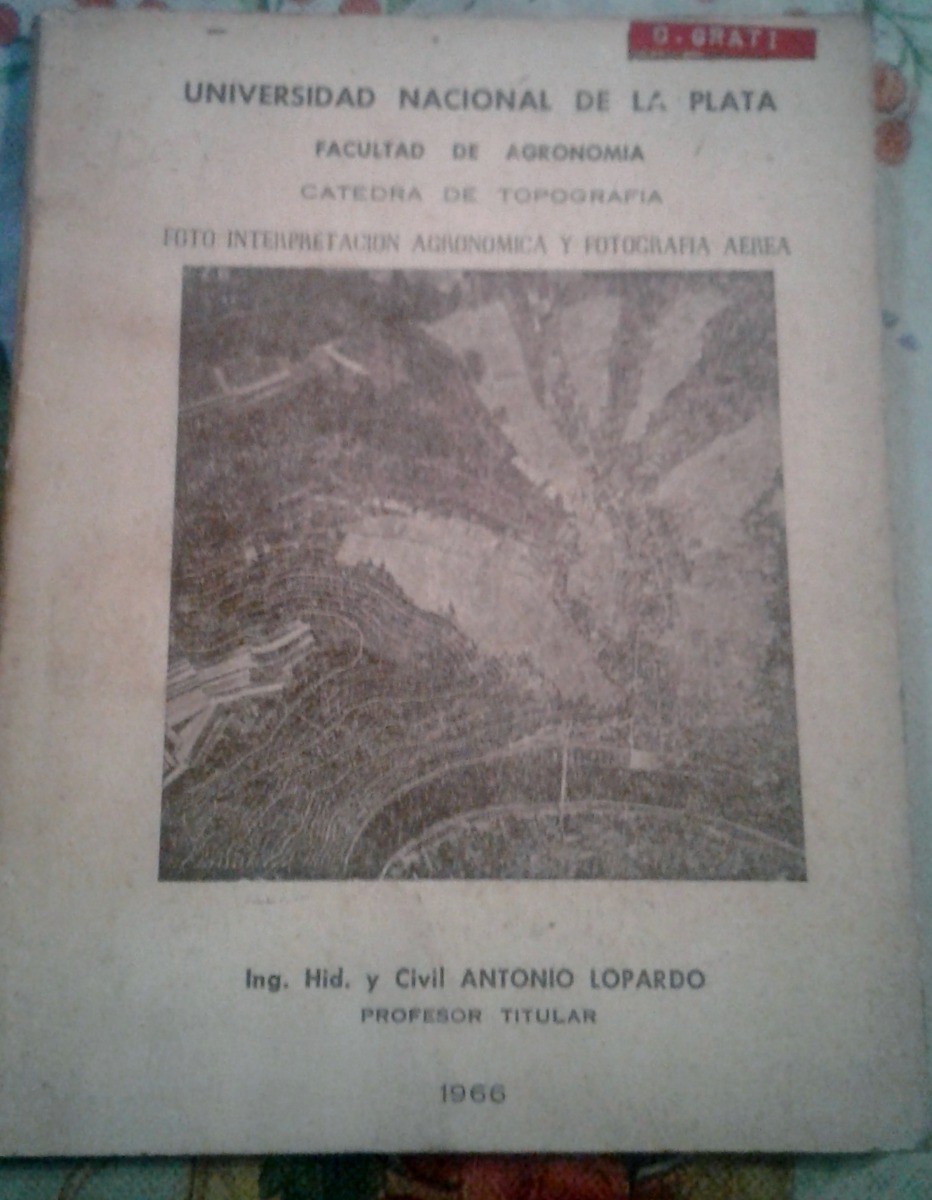 G. GRATI
UNIVERSIDAD NACIONAL DE LA PLATA
FACULTAD DE AGRONOMIA
CATEDRA DE TOPOGRAFIA
FOTO INTERPRETACION AGRONOMICA Y FOTOGRAFIA AEREA
Ing. Hid. y Civil ANTONIO LOPARDO
PROFESOR TITULAR
1966